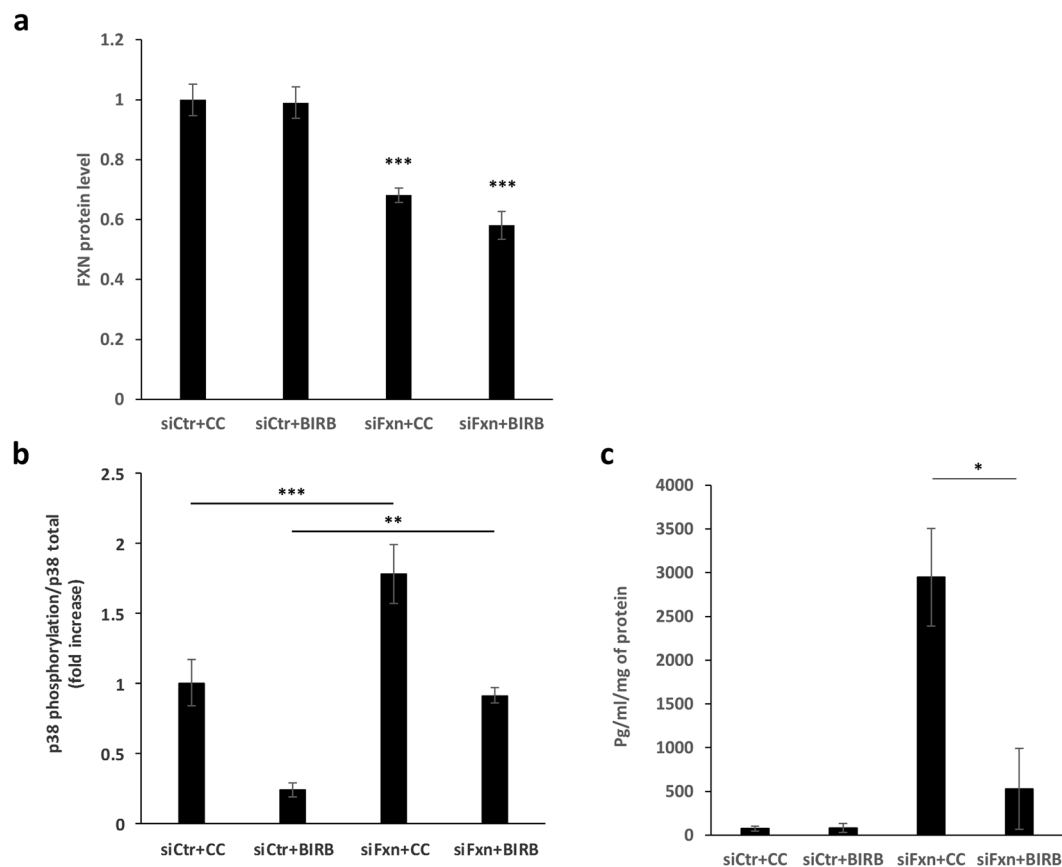 a
1.2
1
0.8
0.6
0.4
0.2
0
FXN protein level
***
***
siCtr+CC siCtr+BIRB siFxn+CC siFxn+BIRB
b
2.5
2
1.5
1
0.5
0
p38 phosphorylation/p38 total
(fold increase)
***
**
siCtr+CC siCtr+BIRB siFxn+CC siFxn+BIRB
c
4000
3500
3000
2500
2000
1500
1000
500
0
Pg/ml/mg of protein
*
siCtr+CC siCtr+BIRB siFxn+CC siFxn+BIRB